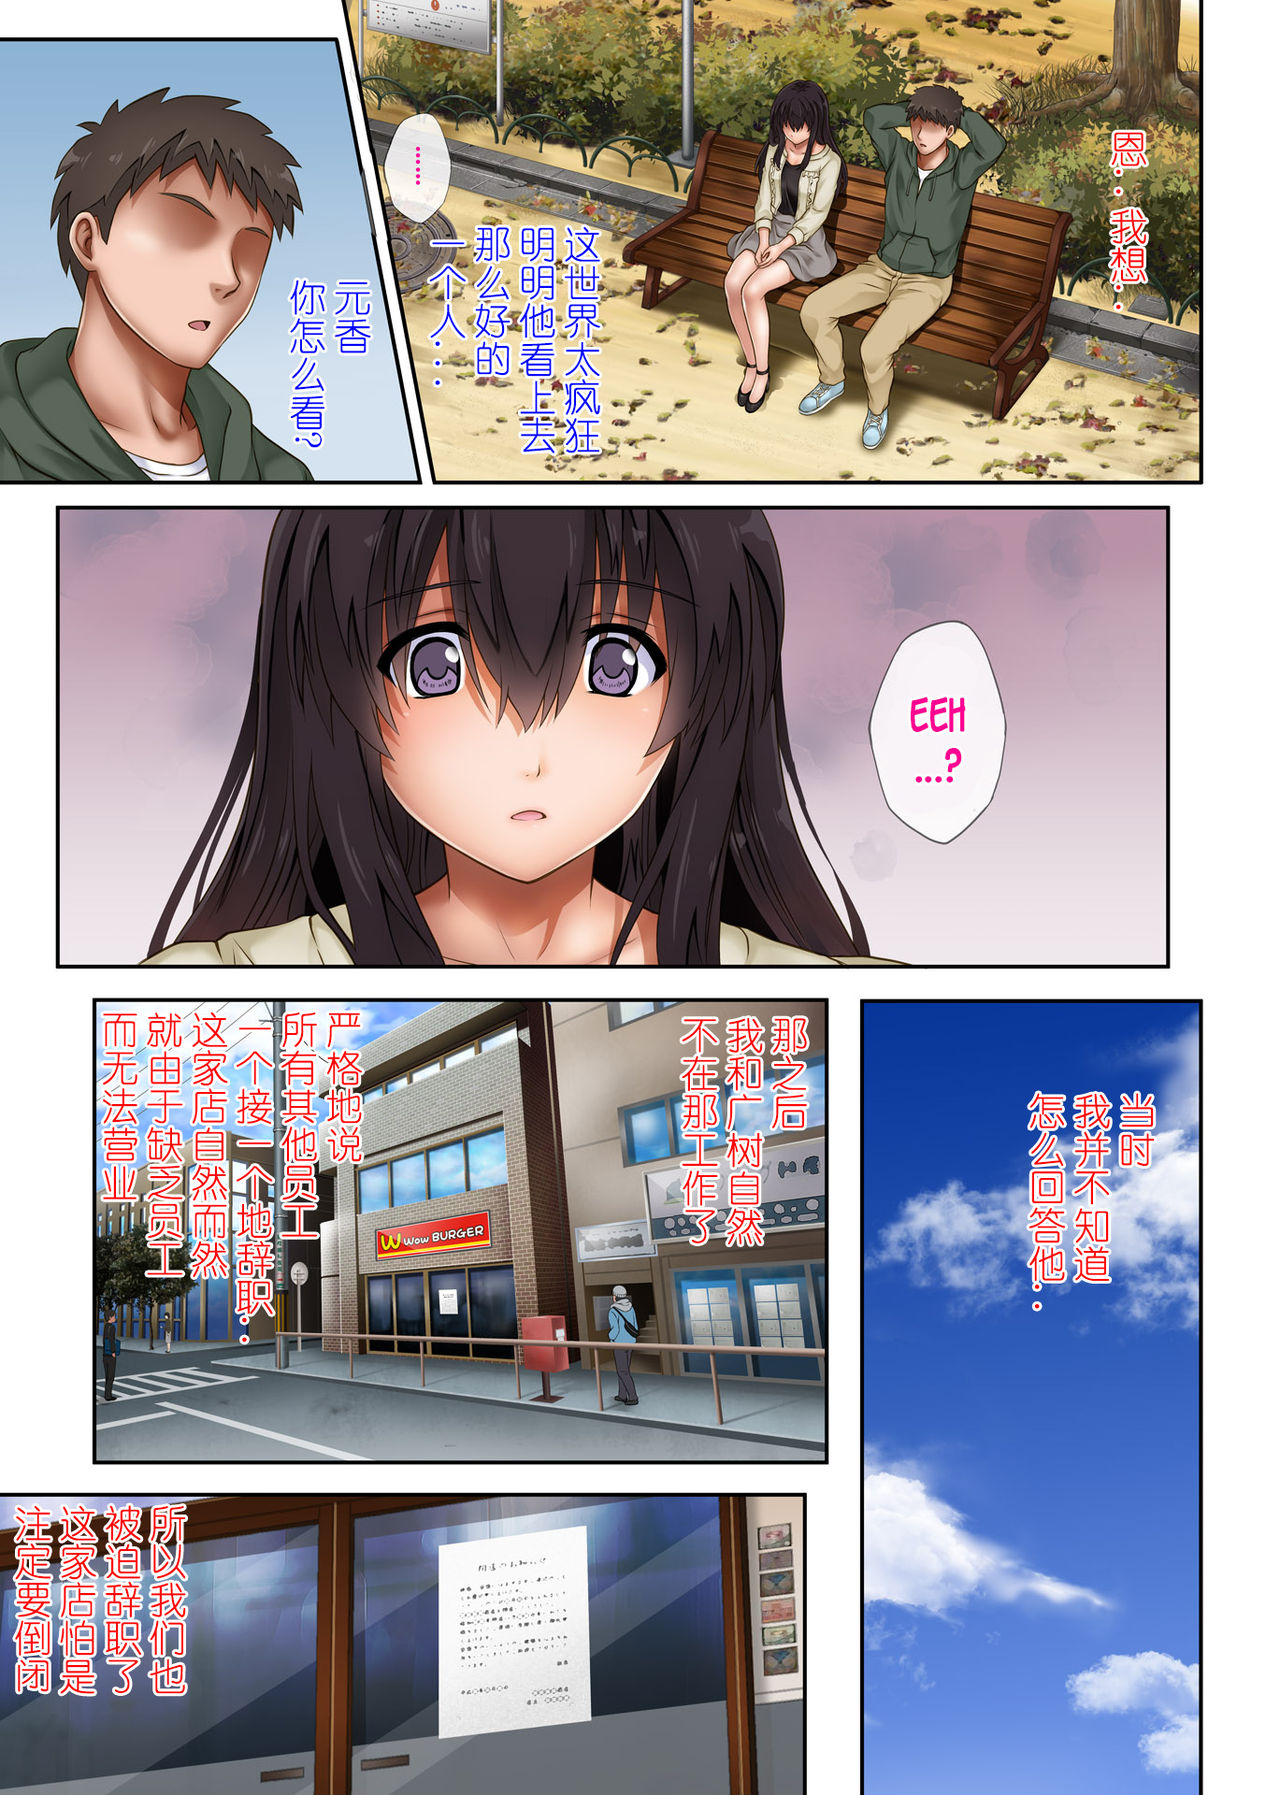 恩..我想..
这世界太疯狂
明明他看上去
那么好的
一个人...
......
元香
你怎么看?
EEH
...?
当时
我并不知道
怎么回答他..
那之后
我和广树自然
不在那工作了
严格地说
所有其他员工
一个接一个地辞职..
这家店自然而然
就由于缺乏员工
而无法营业
W Wow BURGER
所以我们也
被迫辞职了
这家店怕是
注定要倒闭